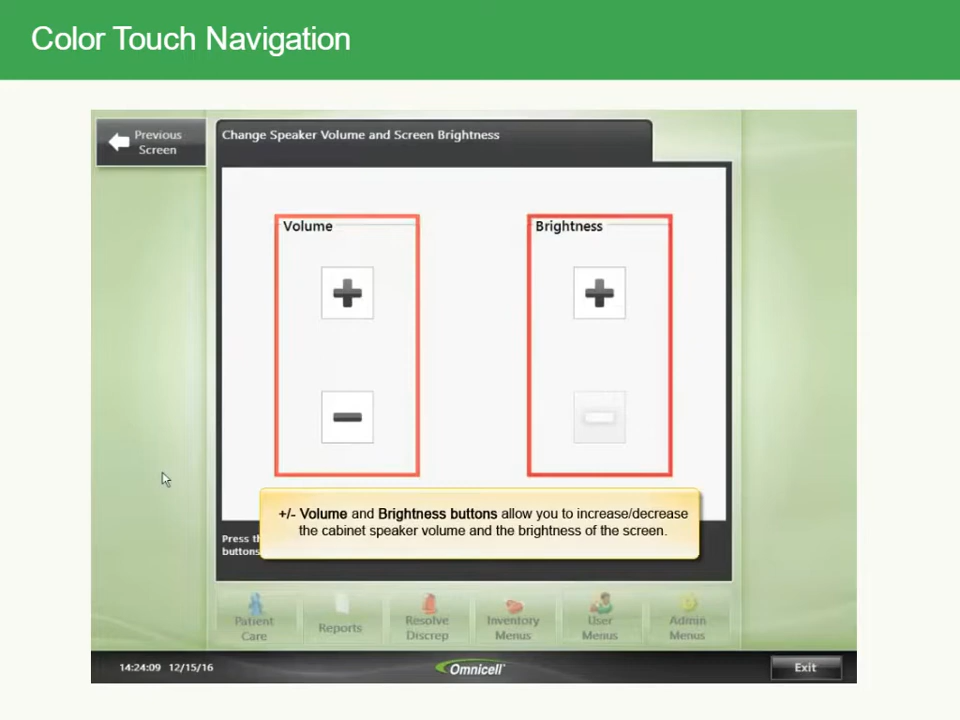 Color Touch Navigation
Previous
Screen
Change Speaker Volume and Screen Brightness
Volume
Brightness
+/- Volume and Brightness buttons allow you to increase/decrease
the cabinet speaker volume and the brightness of the screen.
Press
buttons
Patient
Care
Reports
Resolve
Discrep
Inventory
Menus
User
Menus
Admin
Menus
14:24:09 12/15/16
Omnicell
Exit